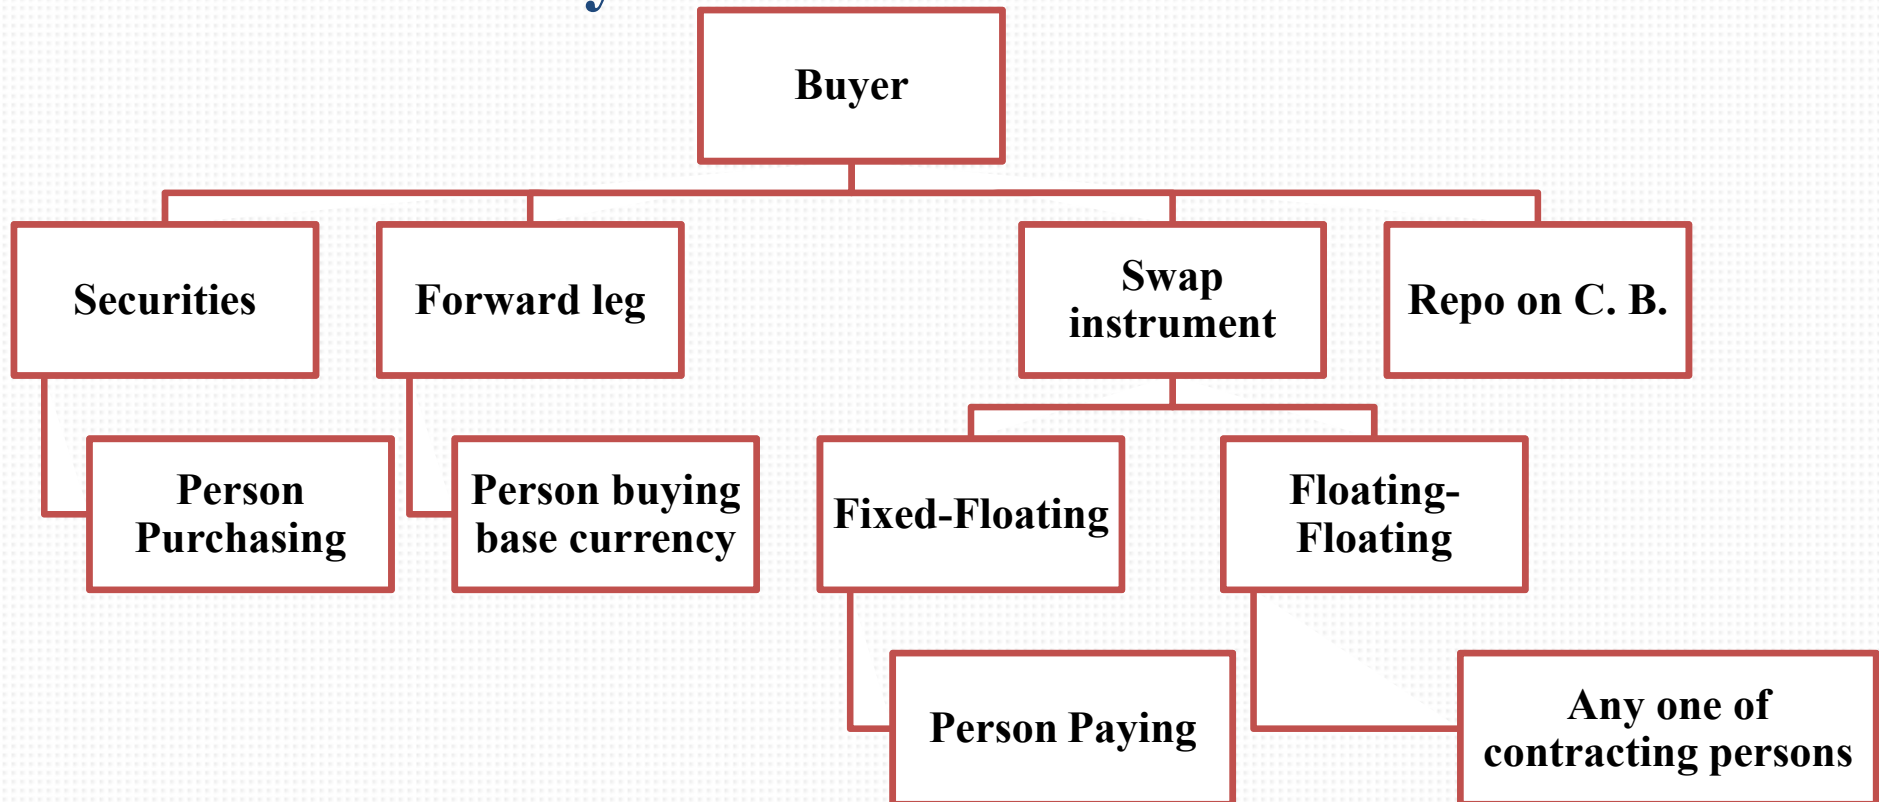 Buyer
Securities
Forward leg
Swap
instrument
Repo on C. B.
Person
Purchasing
Person buying
base currency
Fixed-Floating
Floating-
Floating
Person Paying
Any one of
contracting persons